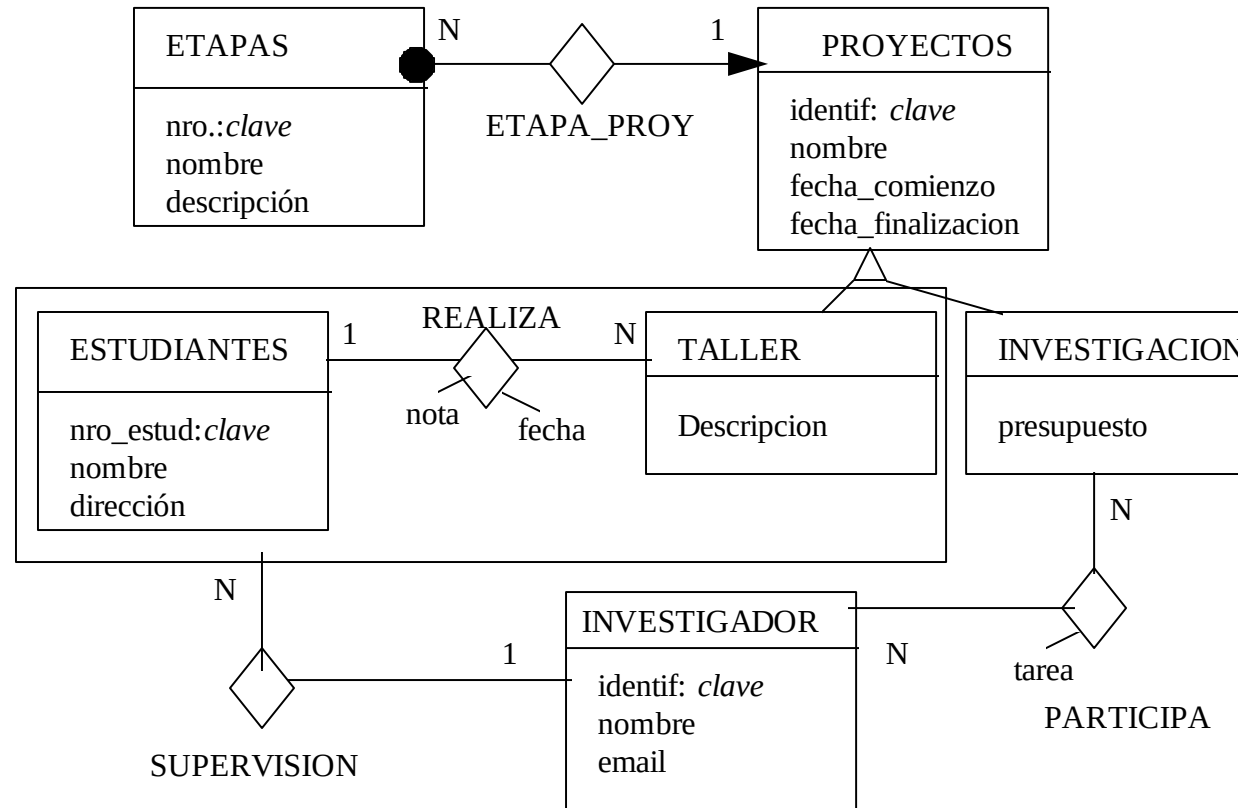 ETAPAS
N
1
PROYECTOS
ETAPA_PROY
nro.:clave
nombre
descripción
identif: clave
nombre
fecha_comienzo
fecha_finalizacion
ESTUDIANTES
1
REALIZA
N
TALLER
INVESTIGACION
nota
fecha
nro_estud:clave
nombre
dirección
Descripcion
presupuesto
N
N
INVESTIGADOR
1
N
tarea
identif: clave
nombre
email
PARTICIPA
SUPERVISION